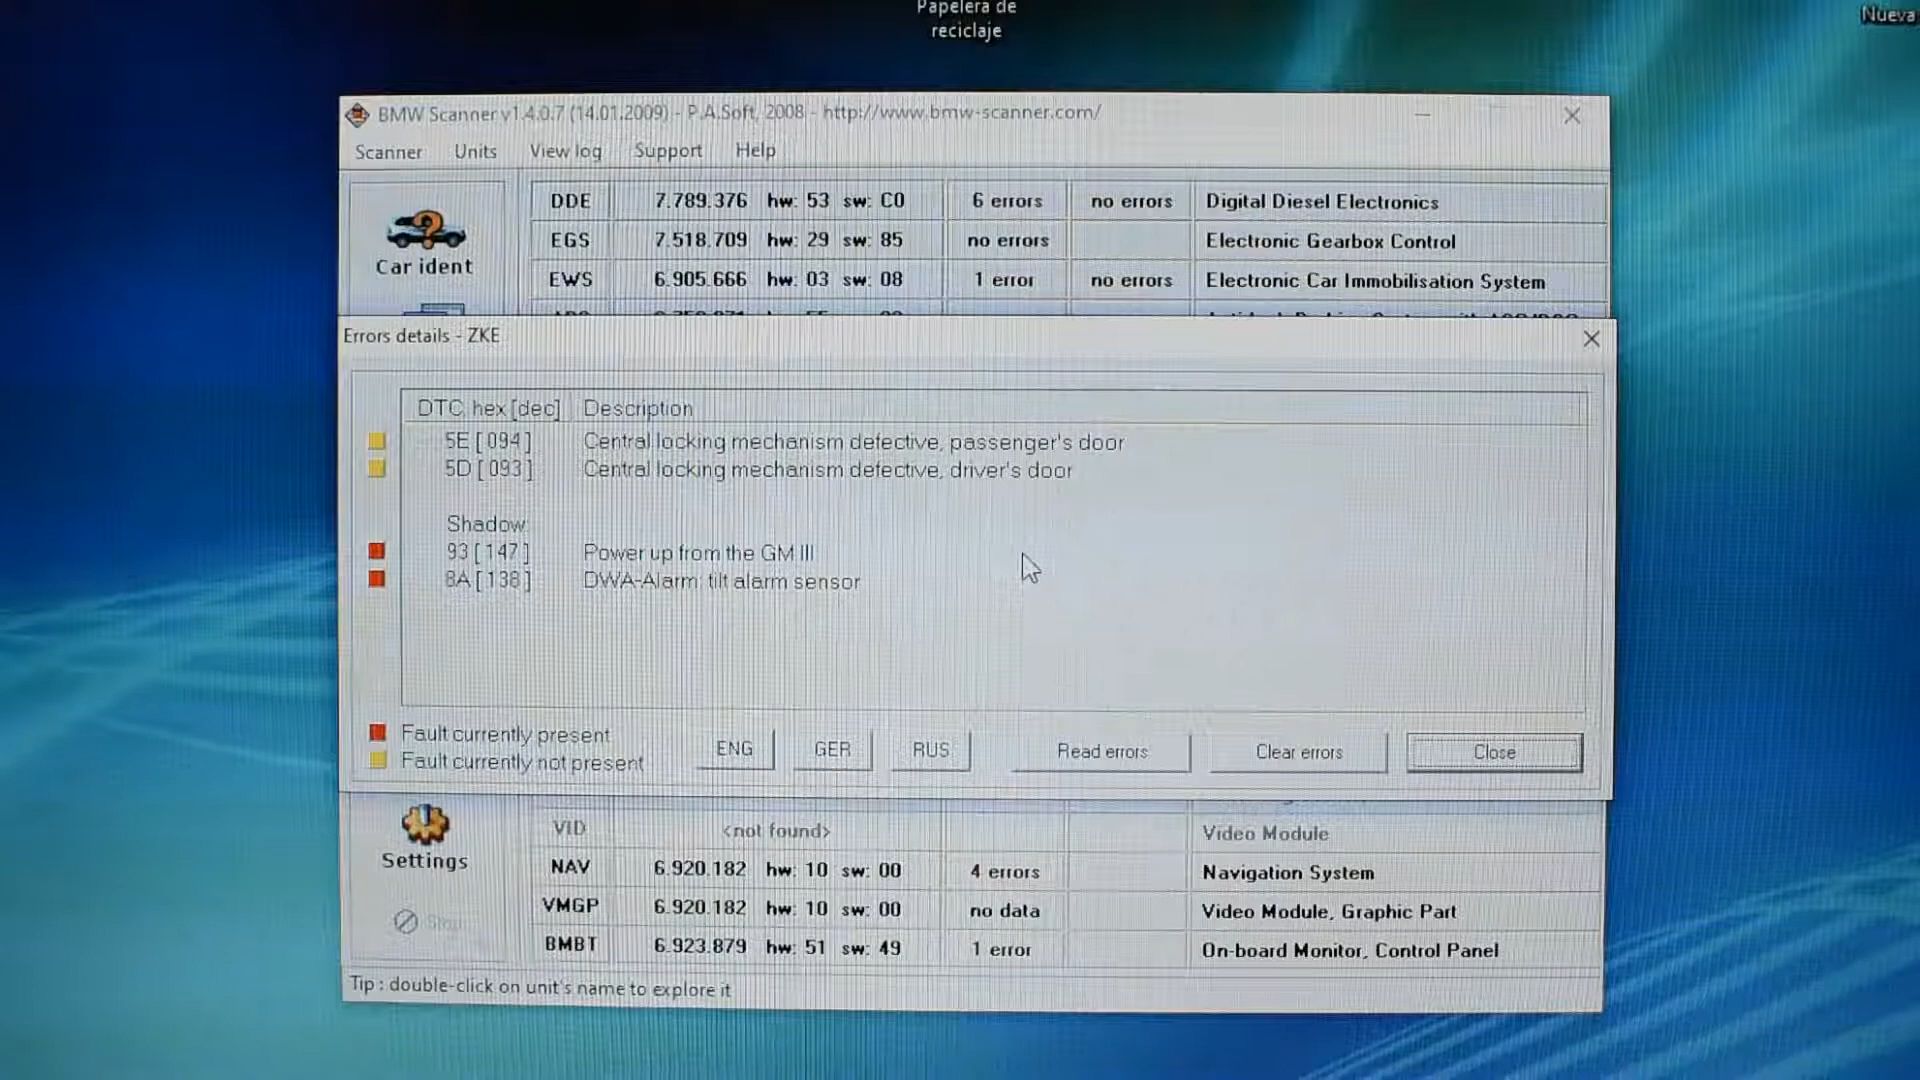 Papelera de
reciclaje
Nueva
BMW Scanner v1.4.0.7 (14.01.2009) - P.A.Soft, 2008 - http://www.bmw-scanner.com/
Scanner Units View log Support Help
Car ident
DDE 7.789.376 hw: 53 sw: C0 6 errors no errors Digital Diesel Electronics
EGS 7.518.709 hw: 29 sw: 85 no errors Electronic Gearbox Control
EWS 6.905.666 hw: 03 sw: 08 1 error no errors Electronic Car Immobilisation System
Errors details - ZKE
DTC hex[dec] Description
5E [ 094 ] Central locking mechanism defective, passenger's door
5D [ 093 ] Central locking mechanism defective, driver's door
Shadow:
93 [ 147 ] Power up from the GM III
8A [ 138 ] DWA-Alarm: tilt alarm sensor
Fault currently present
Fault currently not present
ENG GER RUS Read errors Clear errors Close
Settings
Stop
VID <not found> Video Module
NAV 6.920.182 hw: 10 sw: 00 4 errors Navigation System
VMGP 6.920.182 hw: 10 sw: 00 no data Video Module, Graphic Part
BMBT 6.923.879 hw: 51 sw: 49 1 error On-board Monitor, Control Panel
Tip : double-click on unit's name to explore it